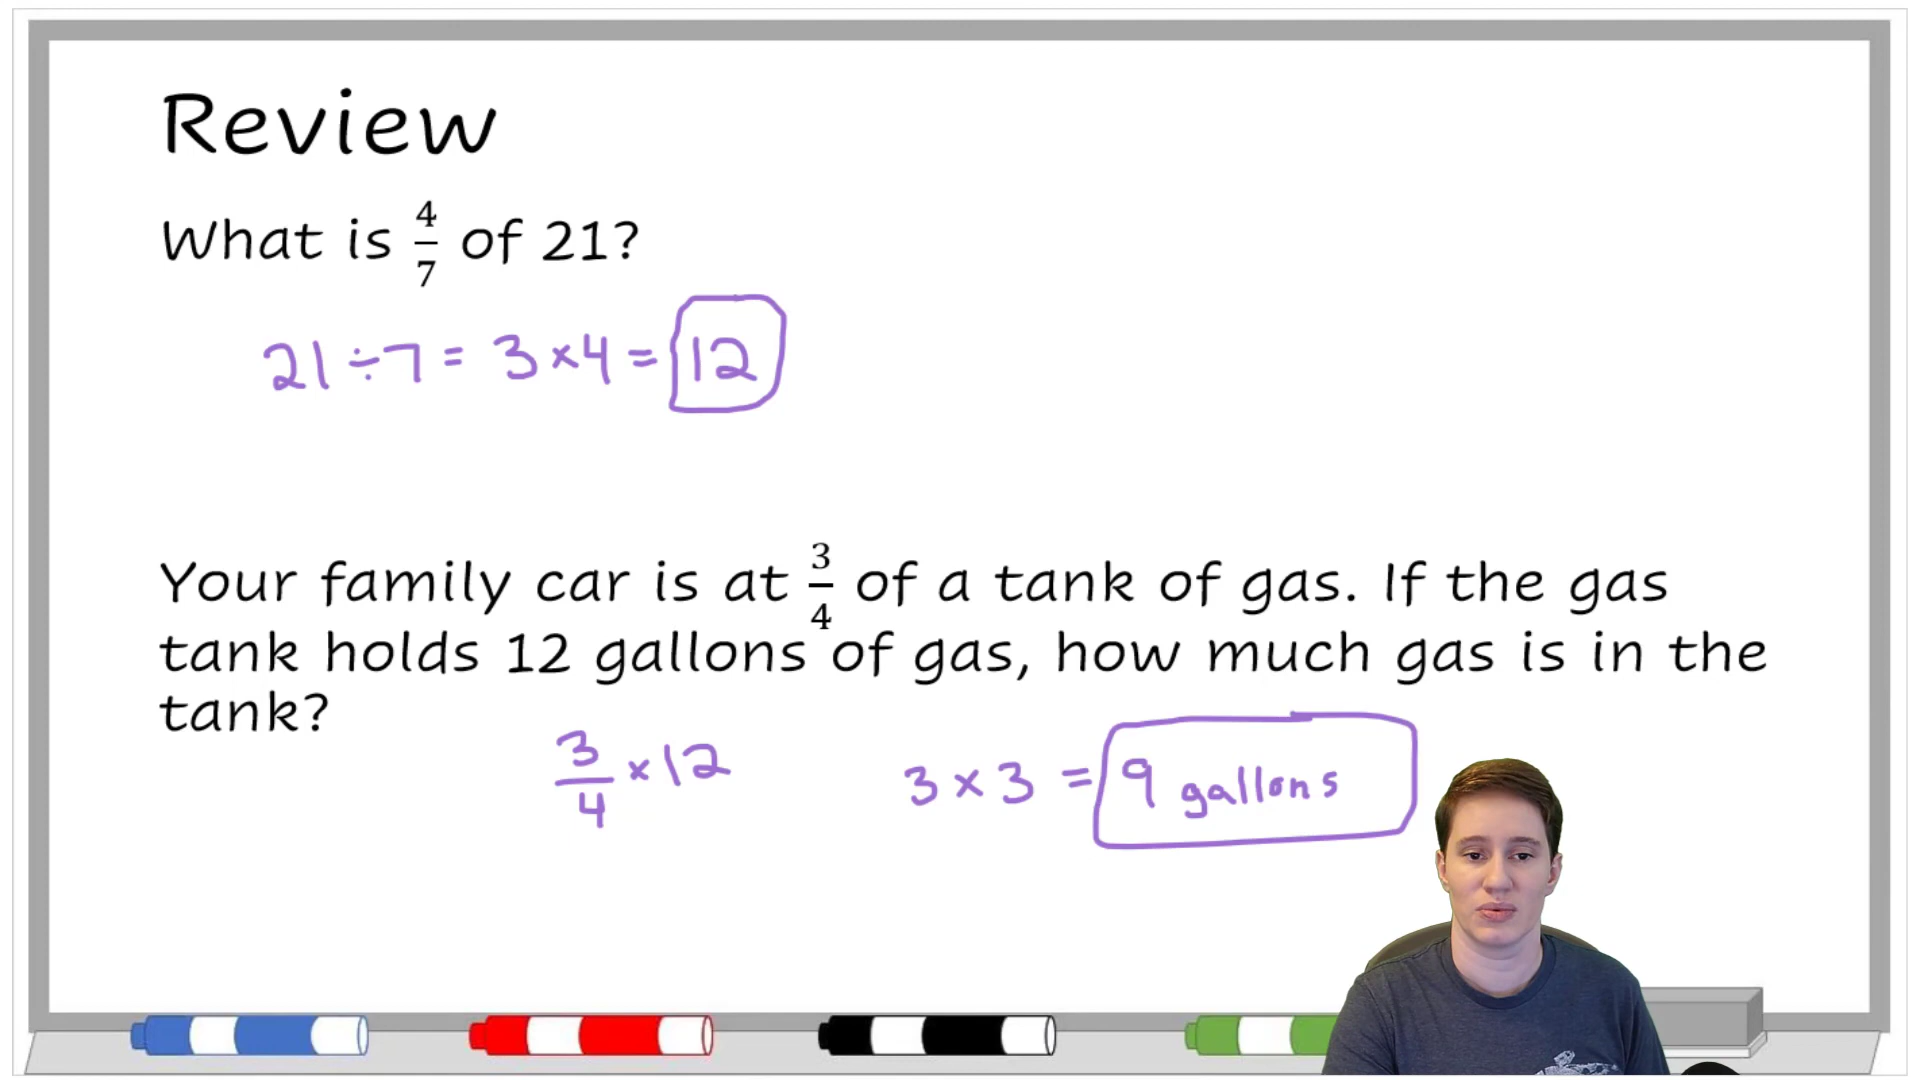 Review
What is 4/7 of 21?
21 ÷ 7 = 3 × 4 = 12
Your family car is at 3/4 of a tank of gas. If the gas
tank holds 12 gallons of gas, how much gas is in the
tank?
3/4 × 12 3 × 3 = 9 gallons